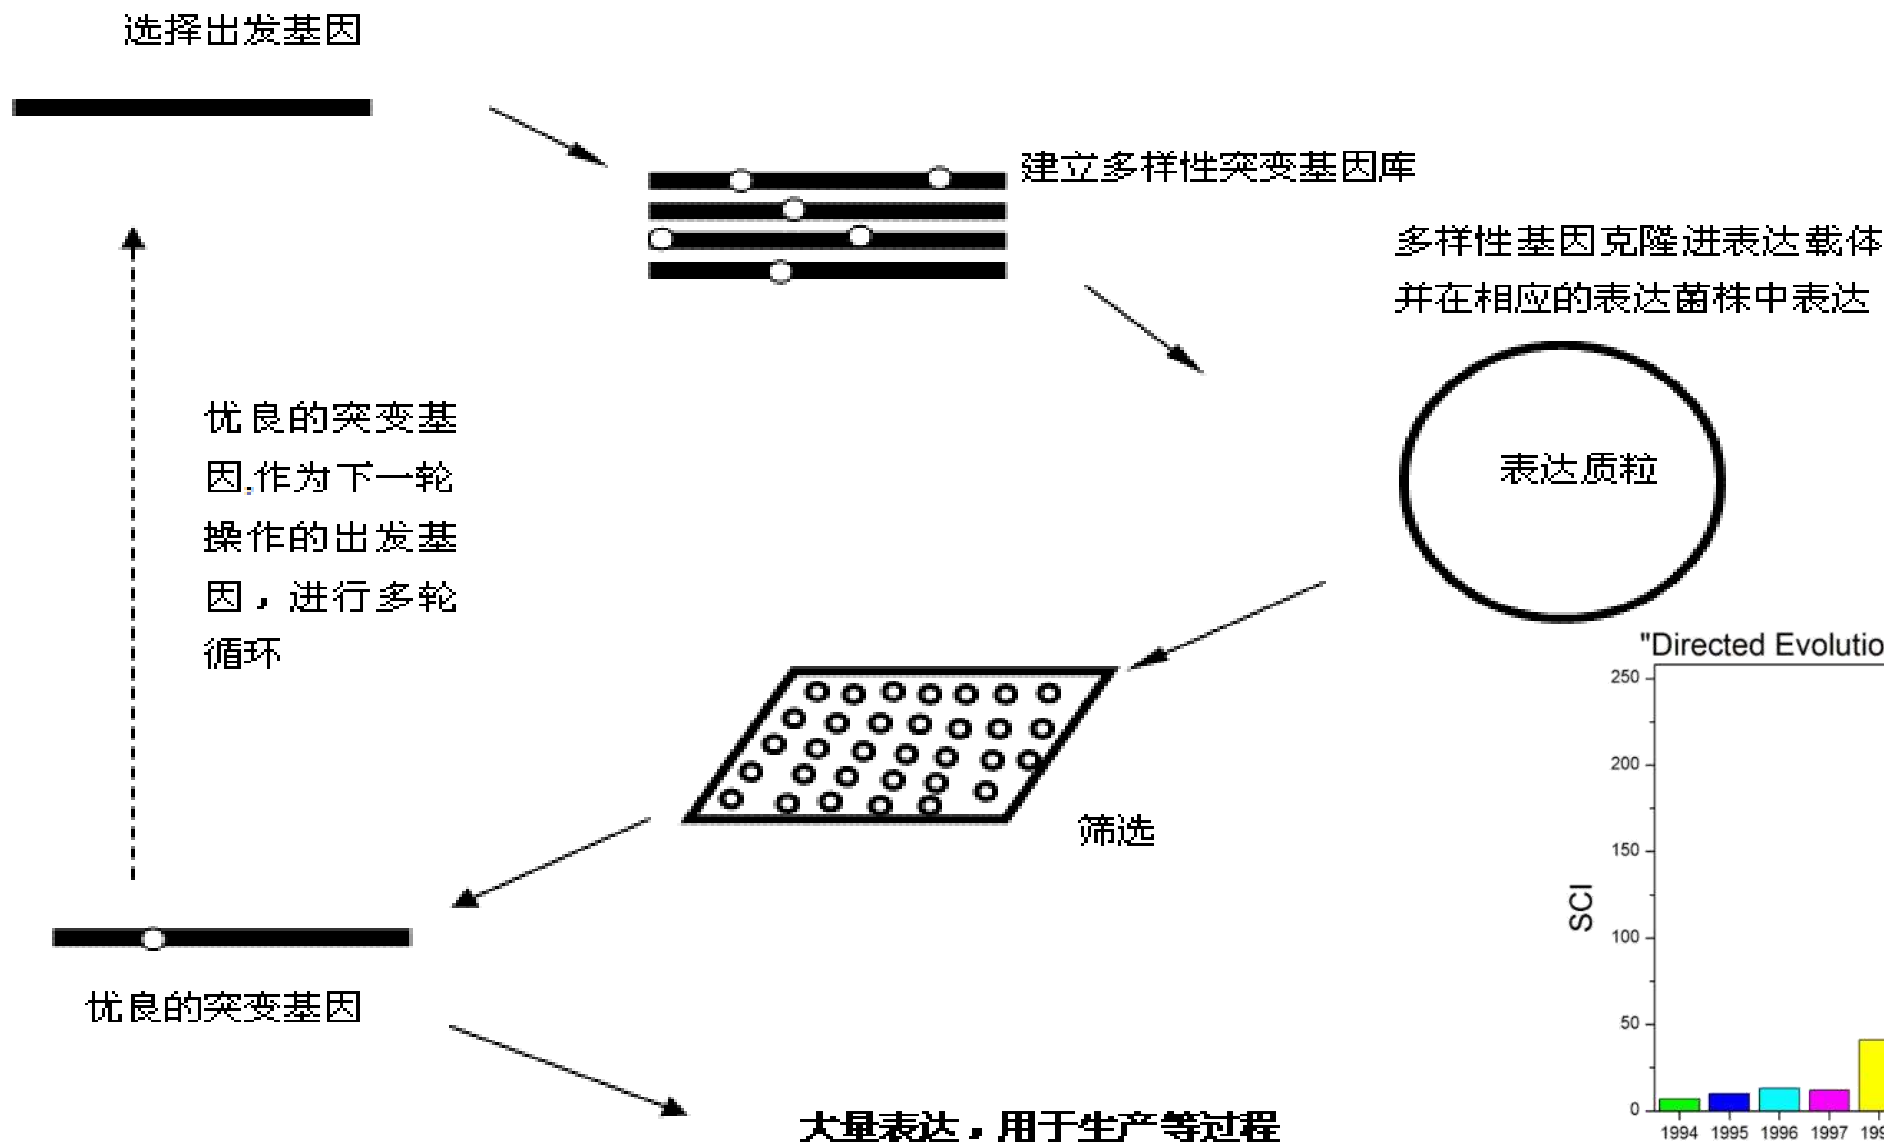 选择出发基因
建立多样性突变基因库
多样性基因克隆进表达载体
并在相应的表达菌株中表达
表达质粒
优良的突变基
因,作为下一轮
操作的出发基
因，进行多轮
循环
筛选
优良的突变基因
大量表达，用于生产等过程
"Directed Evolutio
250
200
150
100
50
0
SCI
1994 1995 1996 1997 199